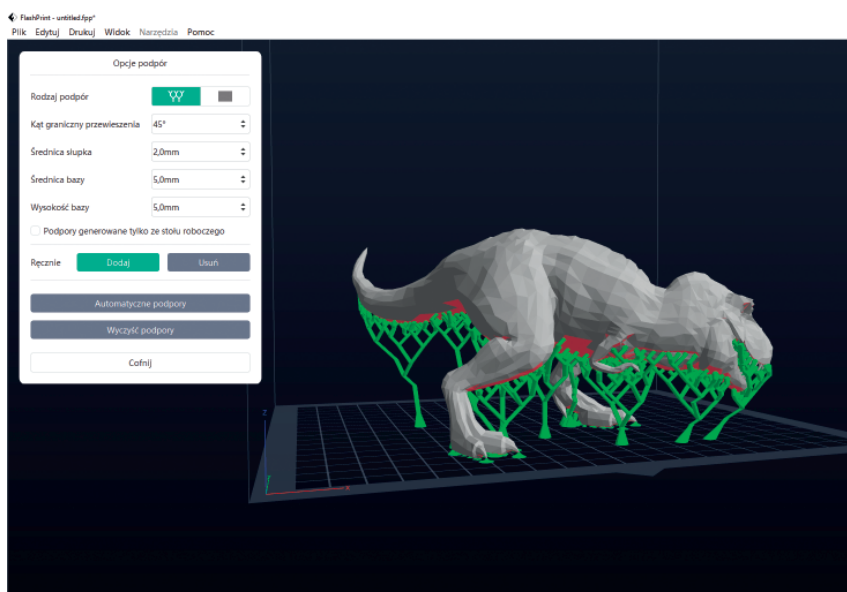 FlashPrint - untitled.fpp*
Plik Edytuj Drukuj Widok Narzędzia Pomoc
Opcje podpór
Rodzaj podpór
Kąt graniczny przewieszenia 45°
Średnica słupka 2,0mm
Średnica bazy 5,0mm
Wysokość bazy 5,0mm
Podpory generowane tylko ze stołu roboczego
Ręcznie Dodaj Usuń
Automatyczne podpory
Wyczyść podpory
Cofnij
Z
Y
X